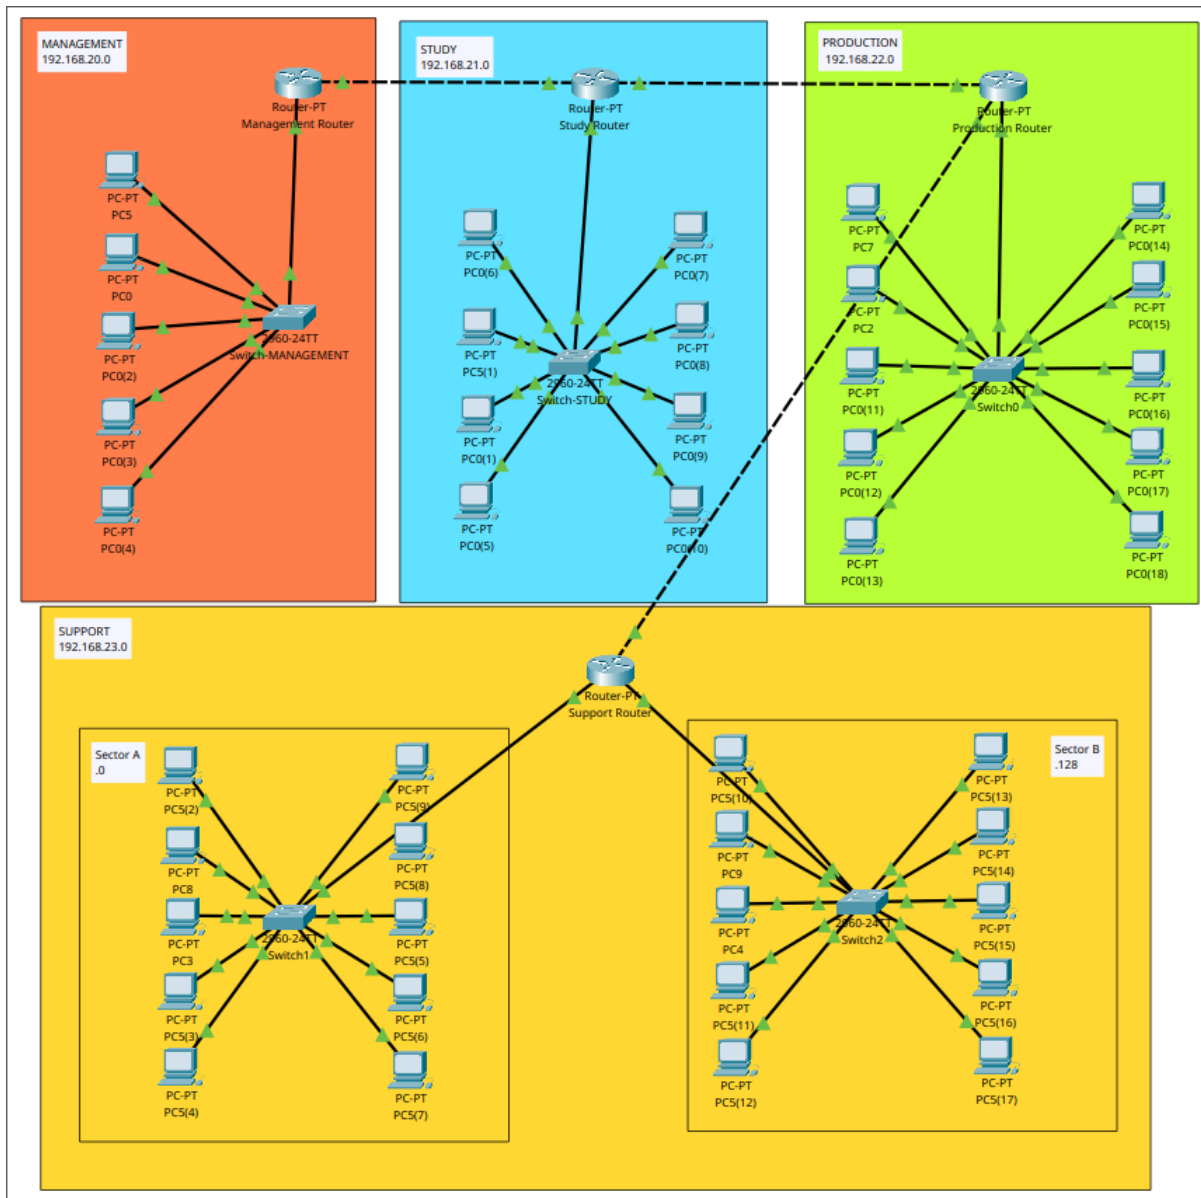 MANAGEMENT
192.168.20.0
Router-PT
Management Router
PC-PT
PC5
PC-PT
PC0
PC-PT
PC0(2)
PC-PT
PC0(3)
PC-PT
PC0(4)
2960-24TT
Switch-MANAGEMENT
STUDY
192.168.21.0
Router-PT
Study Router
PC-PT
PC0(6)
PC-PT
PC5(1)
PC-PT
PC0(1)
PC-PT
PC0(5)
2960-24TT
Switch-STUDY
PC-PT
PC0(7)
PC-PT
PC0(8)
PC-PT
PC0(9)
PC-PT
PC0(10)
PRODUCTION
192.168.22.0
Router-PT
Production Router
PC-PT
PC7
PC-PT
PC2
PC-PT
PC0(11)
PC-PT
PC0(12)
PC-PT
PC0(13)
2960-24TT
Switch0
PC-PT
PC0(14)
PC-PT
PC0(15)
PC-PT
PC0(16)
PC-PT
PC0(17)
PC-PT
PC0(18)
SUPPORT
192.168.23.0
Router-PT
Support Router
Sector A
.0
PC-PT
PC5(2)
PC-PT
PC8
PC-PT
PC3
PC-PT
PC5(3)
PC-PT
PC5(4)
2960-24TT
Switch1
PC-PT
PC5(9)
PC-PT
PC5(8)
PC-PT
PC5(5)
PC-PT
PC5(6)
PC-PT
PC5(7)
Sector B
.128
PC-PT
PC5(10)
PC-PT
PC9
PC-PT
PC4
PC-PT
PC5(11)
PC-PT
PC5(12)
2960-24TT
Switch2
PC-PT
PC5(13)
PC-PT
PC5(14)
PC-PT
PC5(15)
PC-PT
PC5(16)
PC-PT
PC5(17)